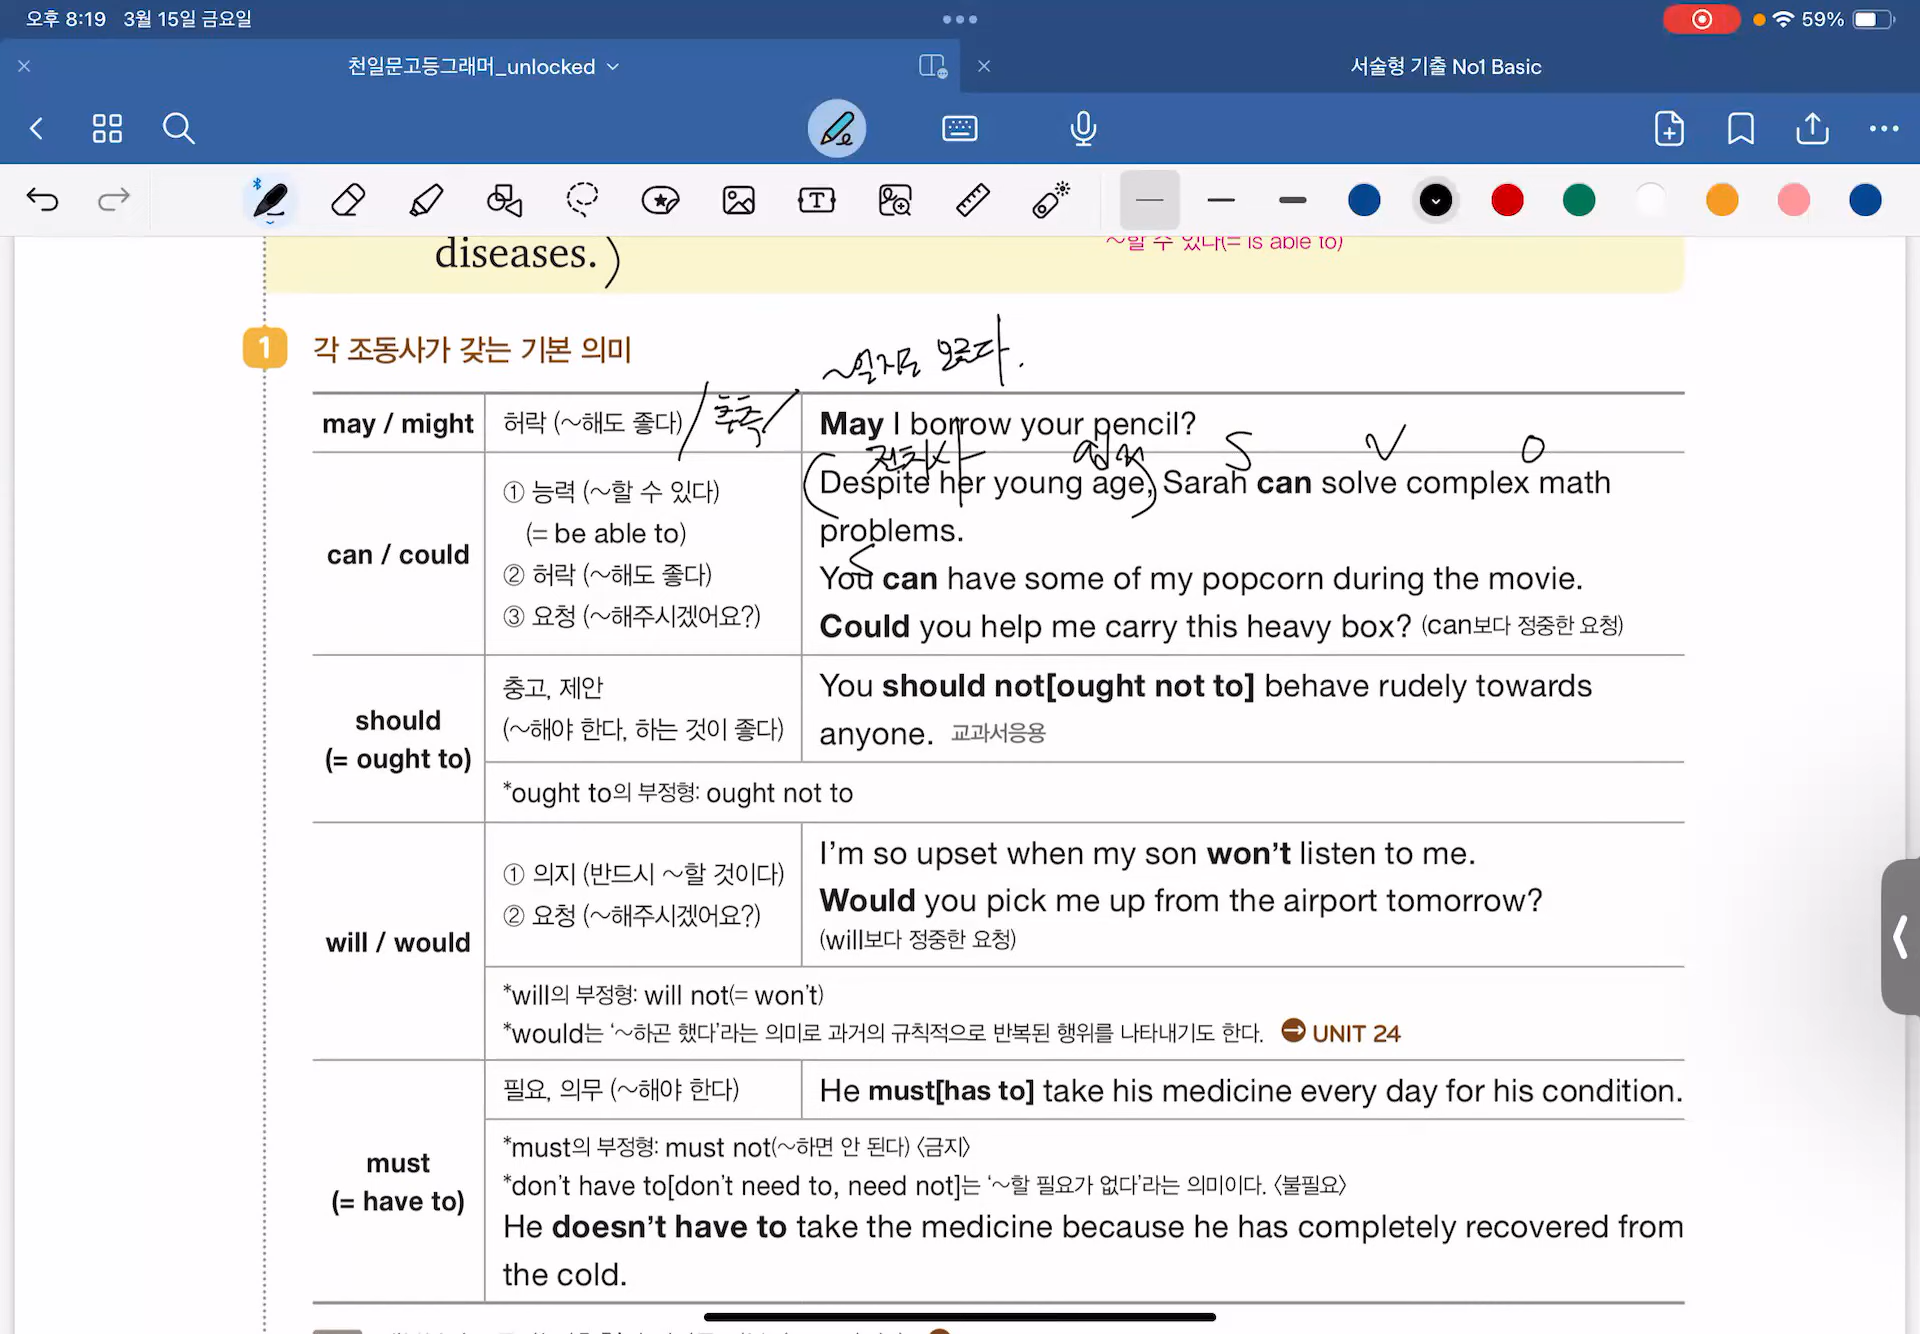 오후 8:19 3월 15일 금요일
59%
천일문고등그래머_unlocked
서술형 기출 No1 Basic
diseases.)
~할 수 있다(= is able to)
1 각 조동사가 갖는 기본 의미
~일지도 모른다.
may / might
허락 (~해도 좋다) / 추측 /
May I borrow your pencil?
전치사
S V O
can / could
① 능력 (~할 수 있다)
(= be able to)
② 허락 (~해도 좋다)
③ 요청 (~해주시겠어요?)
(Despite her young age,) Sarah can solve complex math
problems.
S
You can have some of my popcorn during the movie.
Could you help me carry this heavy box? (can보다 정중한 요청)
should
(= ought to)
충고, 제안
(~해야 한다, 하는 것이 좋다)
You should not[ought not to] behave rudely towards
anyone. 교과서응용
*ought to의 부정형: ought not to
will / would
① 의지 (반드시 ~할 것이다)
② 요청 (~해주시겠어요?)
I'm so upset when my son won't listen to me.
Would you pick me up from the airport tomorrow?
(will보다 정중한 요청)
*will의 부정형: will not(= won't)
*would는 '~하곤 했다'라는 의미로 과거의 규칙적으로 반복된 행위를 나타내기도 한다. → UNIT 24
must
(= have to)
필요, 의무 (~해야 한다)
He must[has to] take his medicine every day for his condition.
*must의 부정형: must not(~하면 안 된다) 〈금지〉
*don't have to[don't need to, need not]는 '~할 필요가 없다'라는 의미이다. 〈불필요〉
He doesn't have to take the medicine because he has completely recovered from
the cold.